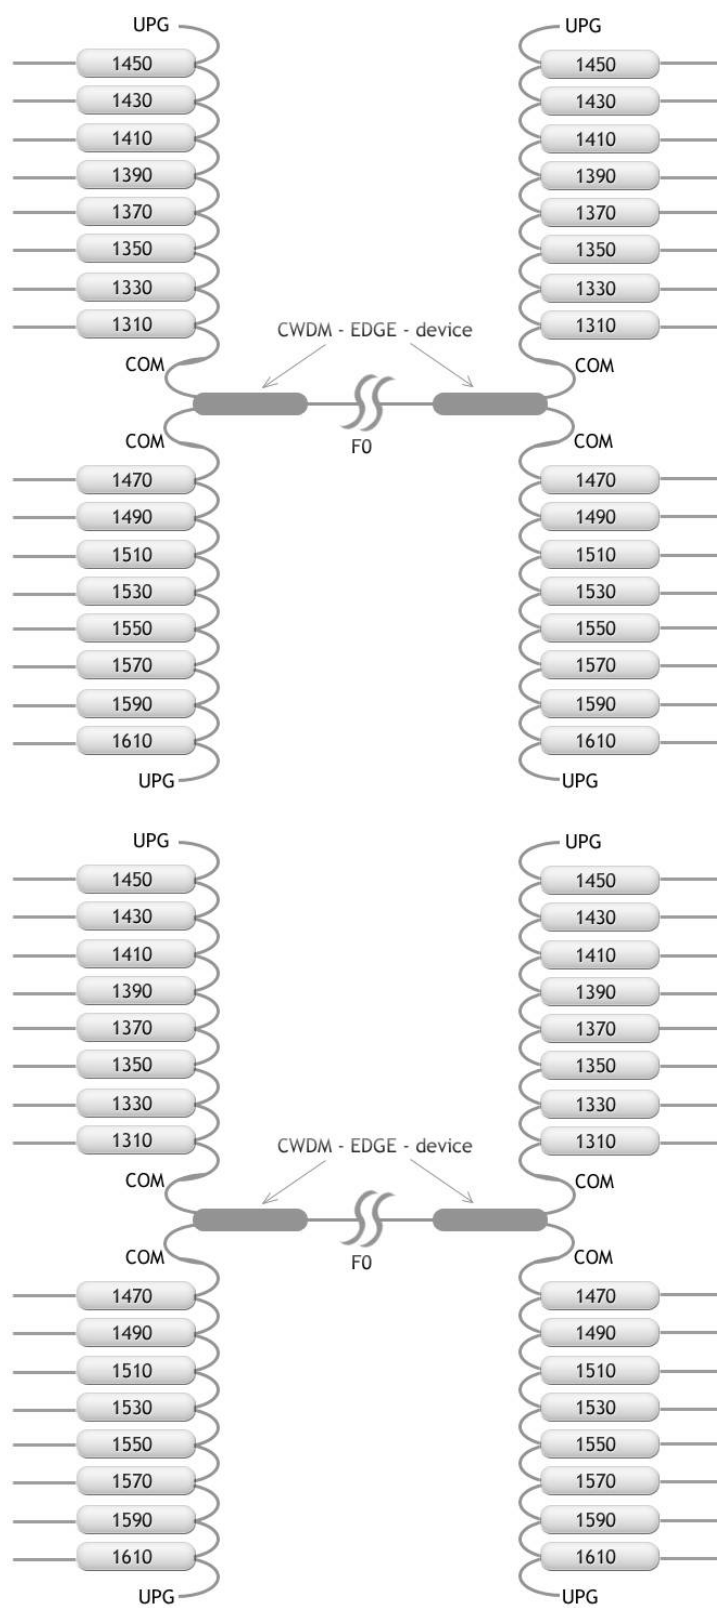 UPG UPG
1450 1450
1430 1430
1410 1410
1390 1390
1370 1370
1350 1350
1330 1330
1310 1310
CWDM - EDGE - device
COM COM
F0
COM COM
1470 1470
1490 1490
1510 1510
1530 1530
1550 1550
1570 1570
1590 1590
1610 1610
UPG UPG
UPG UPG
1450 1450
1430 1430
1410 1410
1390 1390
1370 1370
1350 1350
1330 1330
1310 1310
CWDM - EDGE - device
COM COM
F0
COM COM
1470 1470
1490 1490
1510 1510
1530 1530
1550 1550
1570 1570
1590 1590
1610 1610
UPG UPG